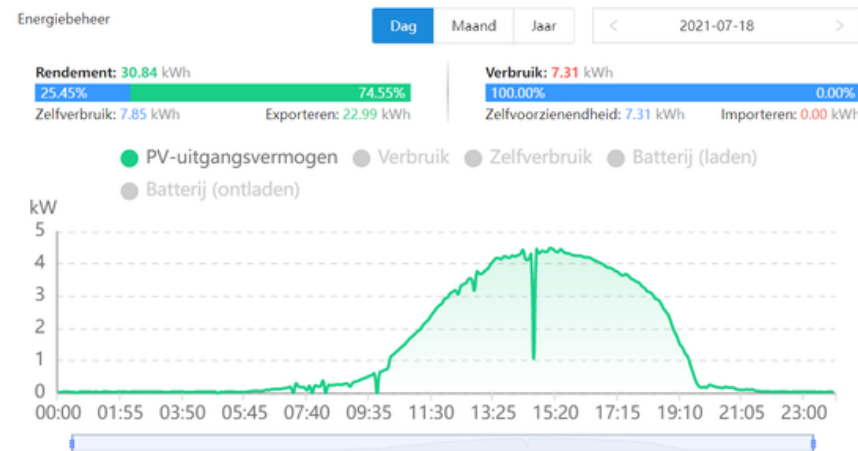 Energiebeheer
Dag Maand Jaar < 2021-07-18 >
Rendement: 30.84 kWh
25.45% 74.55%
Zelfverbruik: 7.85 kWh Exporteren: 22.99 kWh
Verbruik: 7.31 kWh
100.00% 0.00%
Zelfvoorzienendheid: 7.31 kWh Importeren: 0.00 kWh
PV-uitgangsvermogen Verbruik Zelfverbruik Batterij (laden)
Batterij (ontladen)
kW
5
4
3
2
1
0
00:00 01:55 03:50 05:45 07:40 09:35 11:30 13:25 15:20 17:15 19:10 21:05 23:00